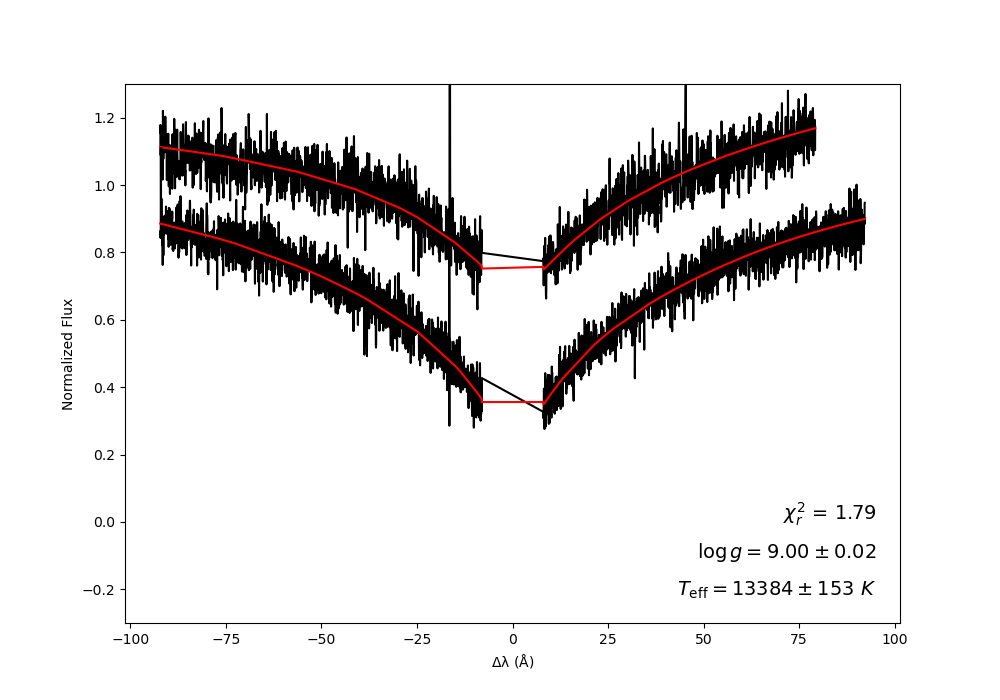 1.2
1.0
0.8
0.6
0.4
0.2
0.0
−0.2
Normalized Flux
χ²ᵣ = 1.79
log g = 9.00 ± 0.02
T_eff = 13384 ± 153 K
−100 −75 −50 −25 0 25 50 75 100
Δλ (Å)